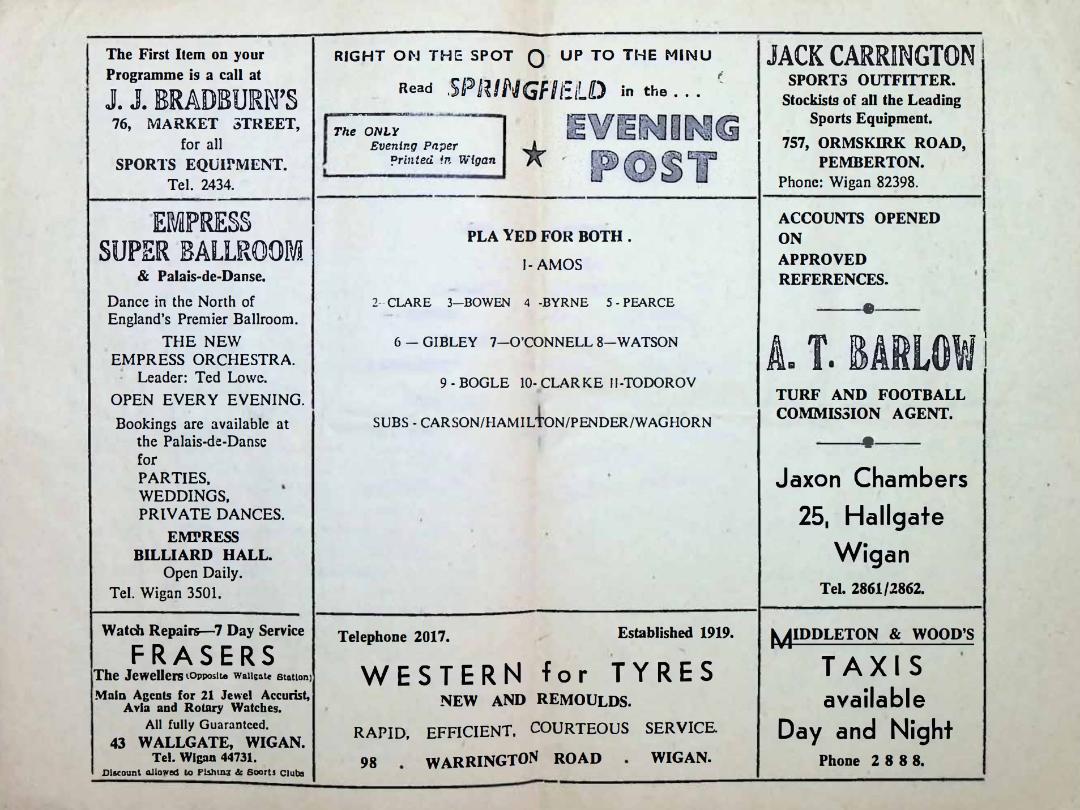 The First Item on your
Programme is a call at
J. J. BRADBURN'S
76, MARKET STREET,
for all
SPORTS EQUIPMENT.
Tel. 2434.
EMPRESS
SUPER BALLROOM
& Palais-de-Danse.
Dance in the North of
England's Premier Ballroom.
THE NEW
EMPRESS ORCHESTRA.
Leader: Ted Lowe.
OPEN EVERY EVENING.
Bookings are available at
the Palais-de-Danse
for
PARTIES,
WEDDINGS,
PRIVATE DANCES.
EMPRESS
BILLIARD HALL.
Open Daily.
Tel. Wigan 3501.
Watch Repairs—7 Day Service
FRASERS
The Jewellers (Opposite Wallgate Station)
Main Agents for 21 Jewel Accurist,
Avia and Rotary Watches.
All fully Guaranteed.
43 WALLGATE, WIGAN.
Tel. Wigan 44731.
Discount allowed to Fishing & Sports Clubs
RIGHT ON THE SPOT O UP TO THE MINU
Read SPRINGFIELD in the ...
The ONLY
Evening Paper
Printed in Wigan
★ EVENING
POST
PLAYED FOR BOTH .
1- AMOS
2- CLARE 3—BOWEN 4 -BYRNE 5 - PEARCE
6 — GIBLEY 7—O'CONNELL 8—WATSON
9 - BOGLE 10- CLARKE 11-TODOROV
SUBS - CARSON/HAMILTON/PENDER/WAGHORN
Telephone 2017. Established 1919.
WESTERN for TYRES
NEW AND REMOULDS.
RAPID, EFFICIENT, COURTEOUS SERVICE.
98 . WARRINGTON ROAD . WIGAN.
JACK CARRINGTON
SPORTS OUTFITTER.
Stockists of all the Leading
Sports Equipment.
757, ORMSKIRK ROAD,
PEMBERTON.
Phone: Wigan 82398.
ACCOUNTS OPENED
ON
APPROVED
REFERENCES.
A. T. BARLOW
TURF AND FOOTBALL
COMMISSION AGENT.
Jaxon Chambers
25, Hallgate
Wigan
Tel. 2861/2862.
MIDDLETON & WOOD'S
TAXIS
available
Day and Night
Phone 2 8 8 8.